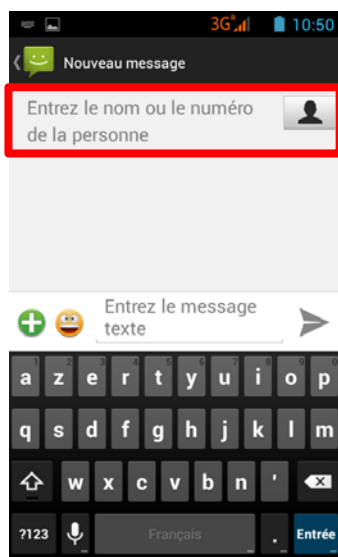 3G R 10:50
Nouveau message
Entrez le nom ou le numéro
de la personne
Entrez le message
texte
1 2 3 4 5 6 7 8 9 0
a z e r t y u i o p
q s d f g h j k l m
w x c v b n '
?123 Français . Entrée